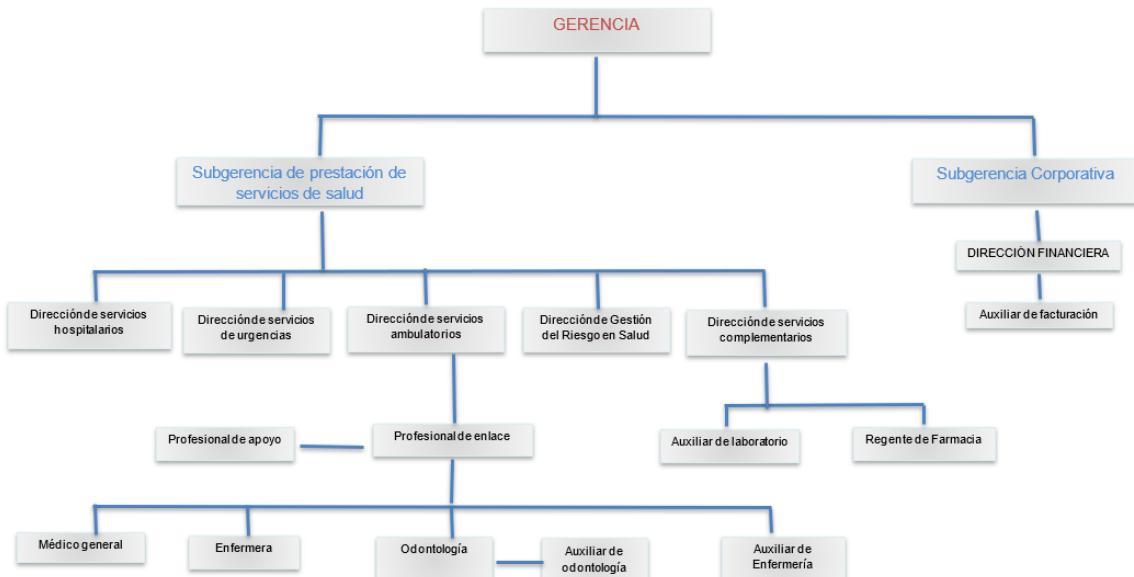 GERENCIA
Subgerencia de prestación de
servicios de salud
Subgerencia Corporativa
DIRECCIÓN FINANCIERA
Auxiliar de facturación
Dirección de servicios
hospitalarios
Dirección de servicios
de urgencias
Dirección de servicios
ambulatorios
Dirección de Gestión
del Riesgo en Salud
Dirección de servicios
complementarios
Profesional de apoyo
Profesional de enlace
Auxiliar de laboratorio
Regente de Farmacia
Médico general
Enfermera
Odontología
Auxiliar de
odontología
Auxiliar de
Enfermería